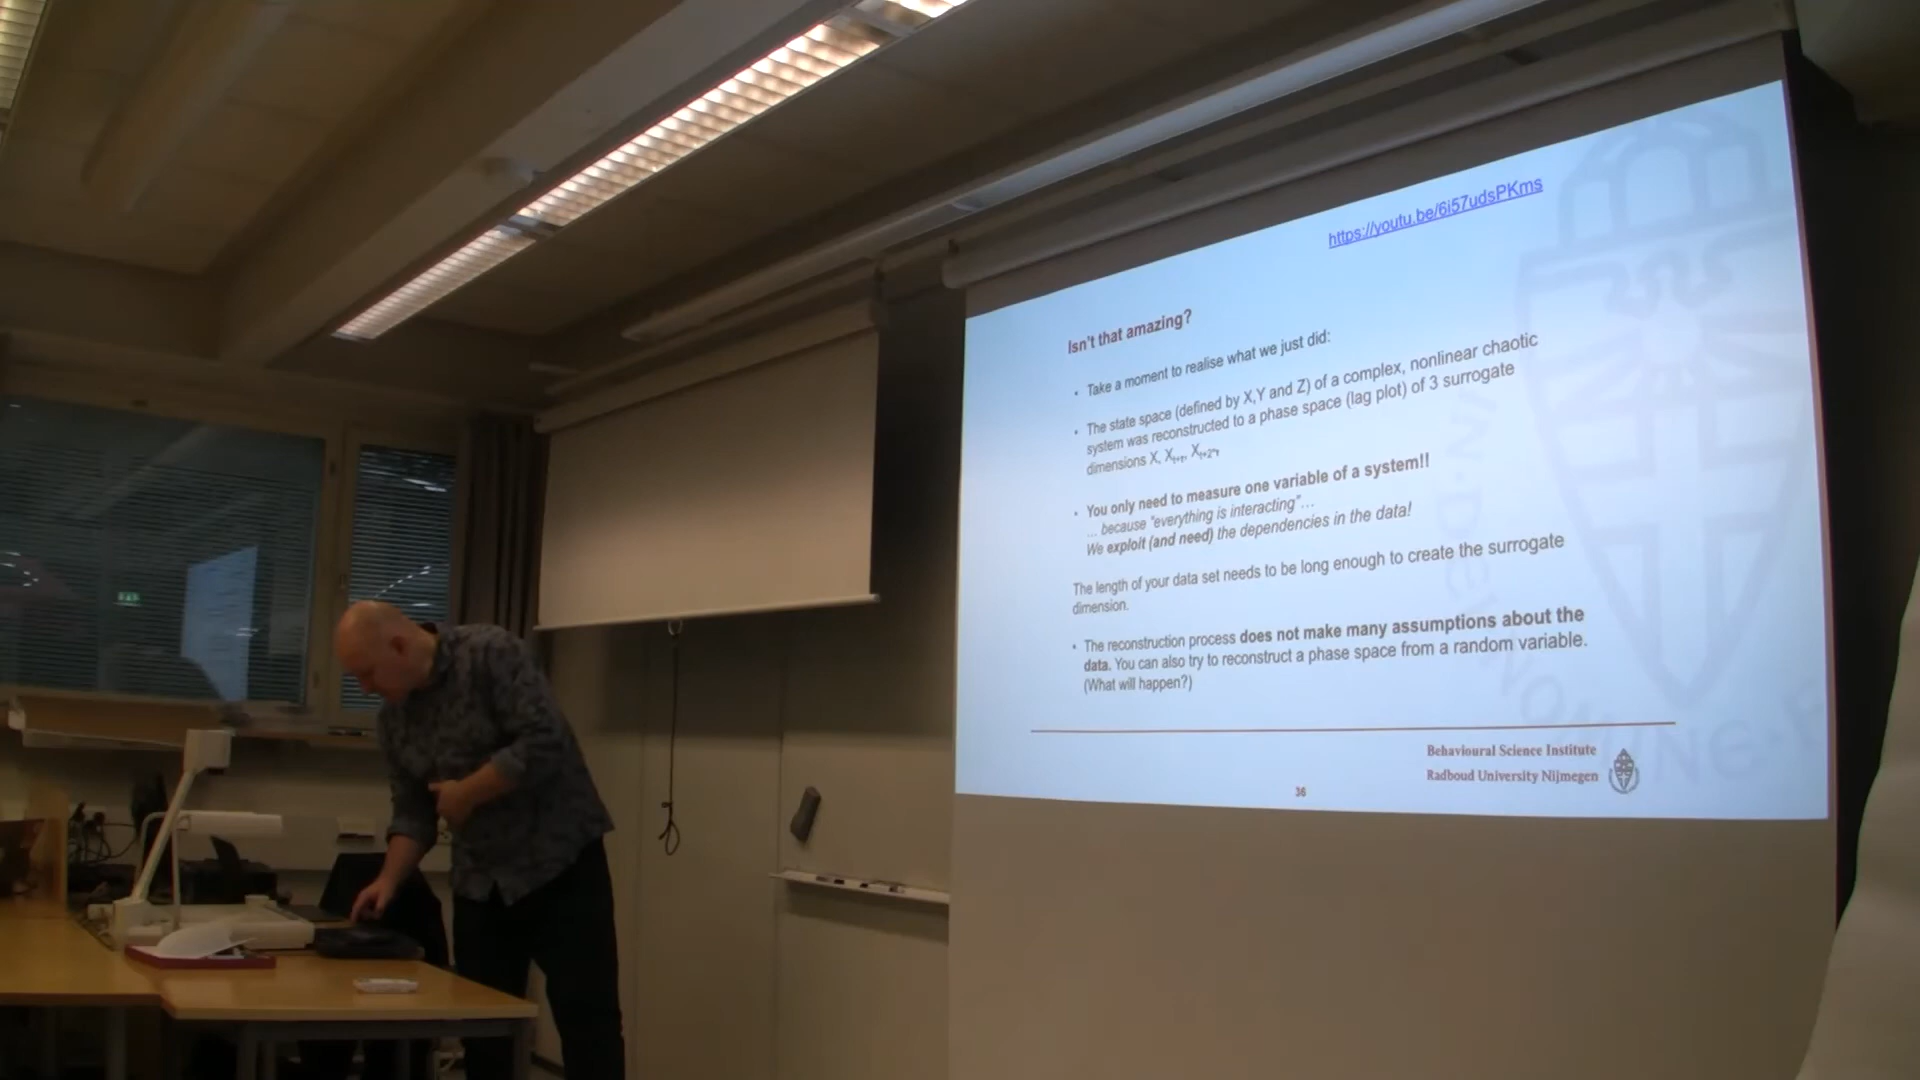 https://youtu.be/6i57udsPKms
Isn't that amazing?
• Take a moment to realise what we just did:
• The state space (defined by X,Y and Z) of a complex, nonlinear chaotic
system was reconstructed to a phase space (lag plot) of 3 surrogate
dimensions X, Xt+τ, Xt+2*τ
• You only need to measure one variable of a system!!
... because "everything is interacting"...
We exploit (and need) the dependencies in the data!
The length of your data set needs to be long enough to create the surrogate
dimension.
• The reconstruction process does not make many assumptions about the
data. You can also try to reconstruct a phase space from a random variable.
(What will happen?)
Behavioural Science Institute
Radboud University Nijmegen
36